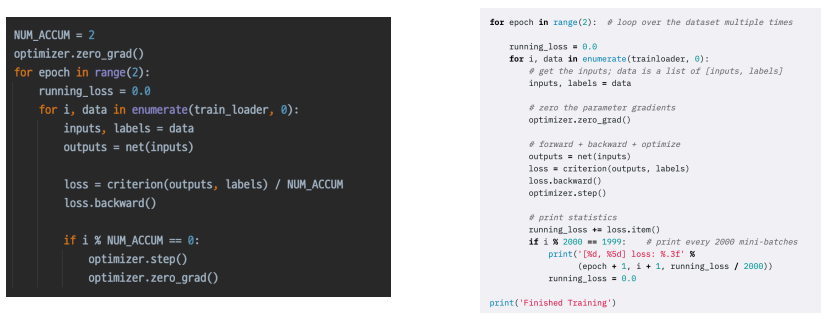 NUM_ACCUM = 2
optimizer.zero_grad()
for epoch in range(2):
    running_loss = 0.0
    for i, data in enumerate(train_loader, 0):
        inputs, labels = data
        outputs = net(inputs)

        loss = criterion(outputs, labels) / NUM_ACCUM
        loss.backward()

        if i % NUM_ACCUM == 0:
            optimizer.step()
            optimizer.zero_grad()

for epoch in range(2):  # loop over the dataset multiple times

    running_loss = 0.0
    for i, data in enumerate(trainloader, 0):
        # get the inputs; data is a list of [inputs, labels]
        inputs, labels = data

        # zero the parameter gradients
        optimizer.zero_grad()

        # forward + backward + optimize
        outputs = net(inputs)
        loss = criterion(outputs, labels)
        loss.backward()
        optimizer.step()

        # print statistics
        running_loss += loss.item()
        if i % 2000 == 1999:    # print every 2000 mini-batches
            print('[%d, %5d] loss: %.3f' %
                  (epoch + 1, i + 1, running_loss / 2000))
            running_loss = 0.0

print('Finished Training')